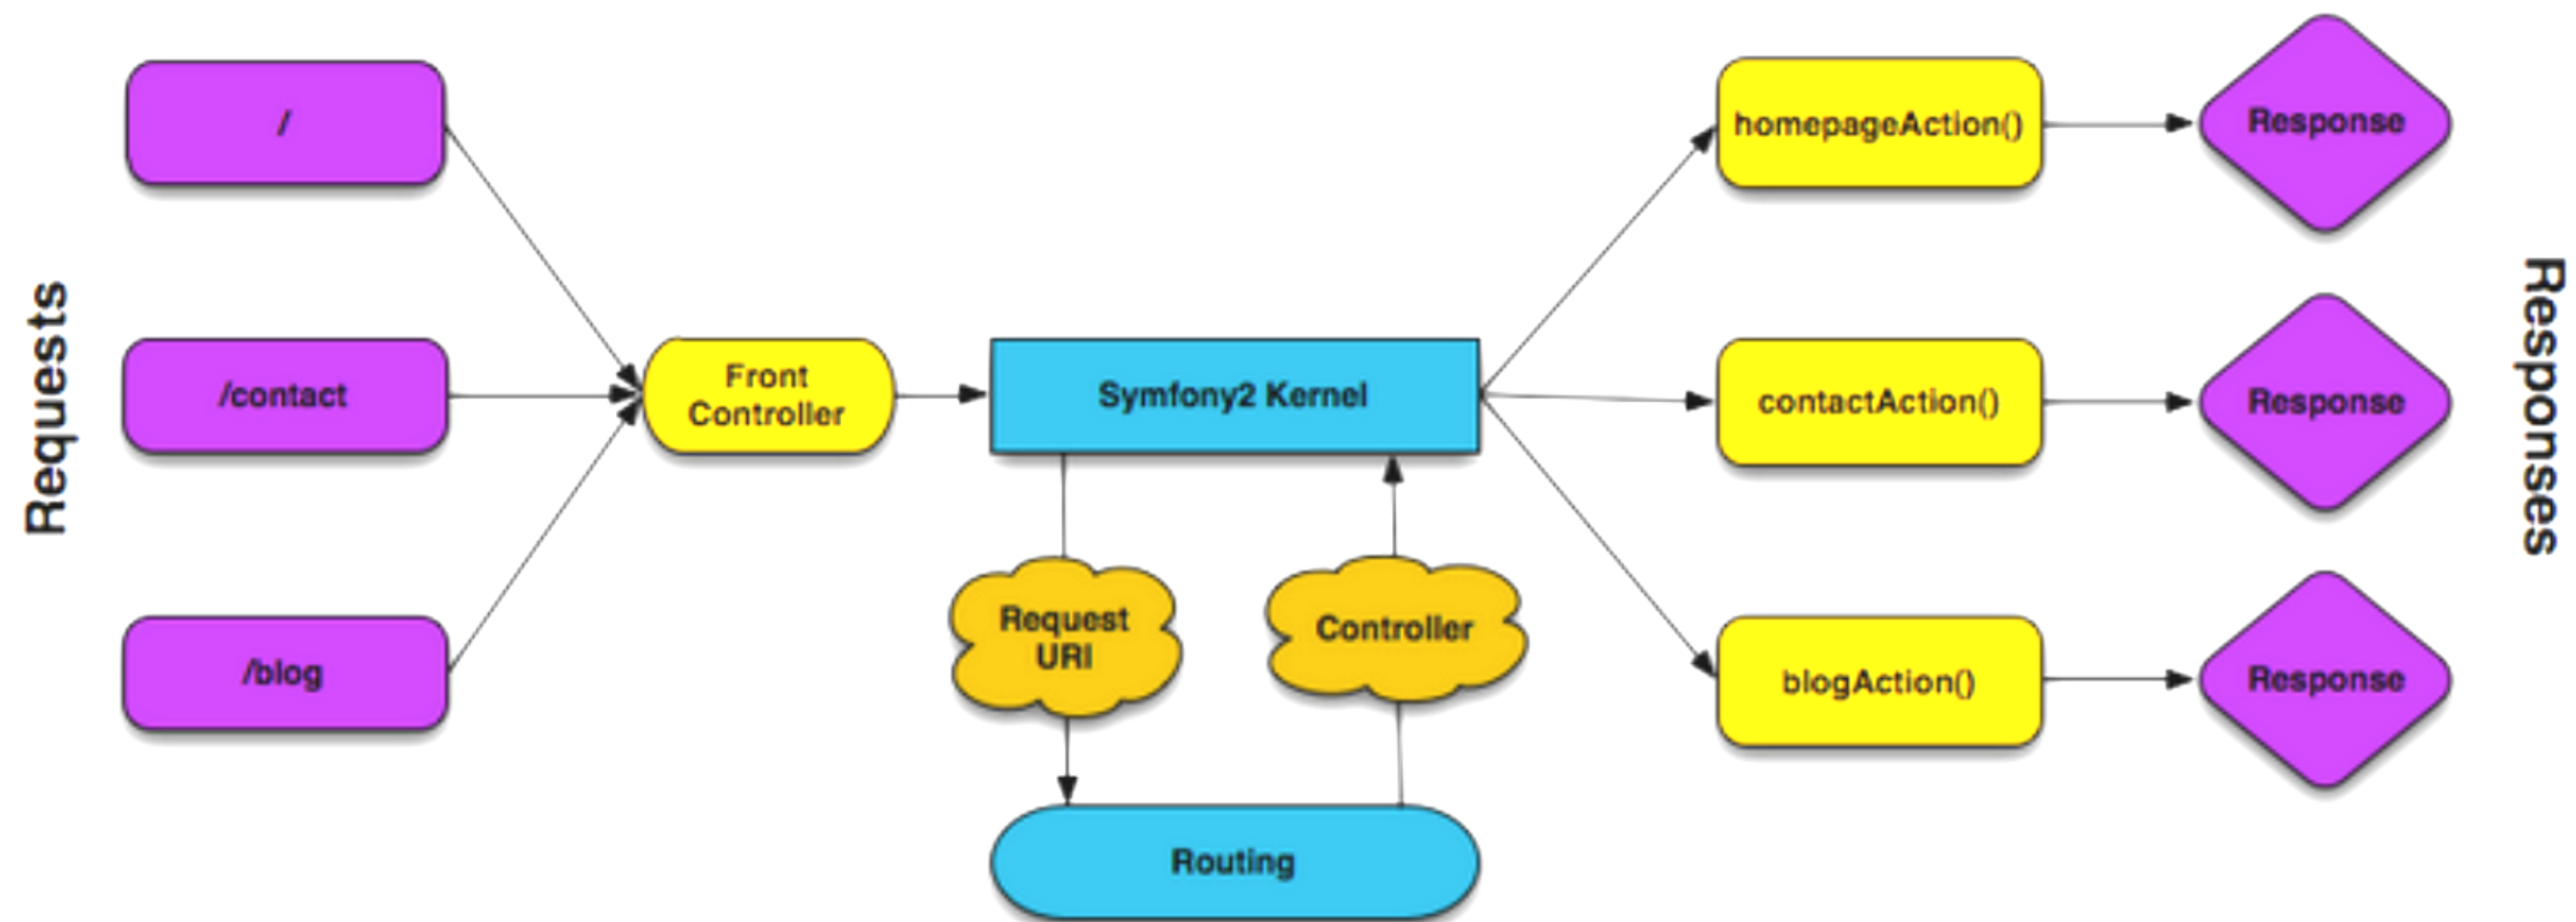 Requests
/
/contact
/blog
Front
Controller
Symfony2 Kernel
Request
URI
Controller
Routing
homepageAction()
contactAction()
blogAction()
Response
Response
Response
Responses